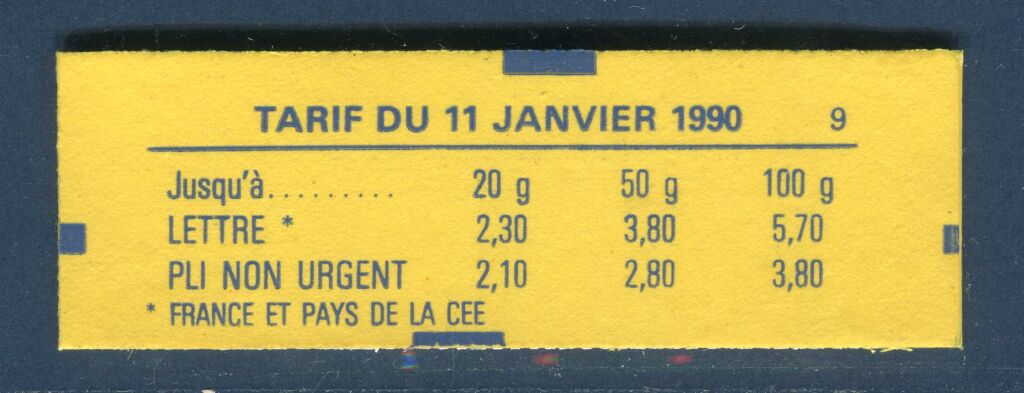 TARIF DU 11 JANVIER 1990 9
Jusqu'à......... 20 g 50 g 100 g
LETTRE * 2,30 3,80 5,70
PLI NON URGENT 2,10 2,80 3,80
* FRANCE ET PAYS DE LA CEE